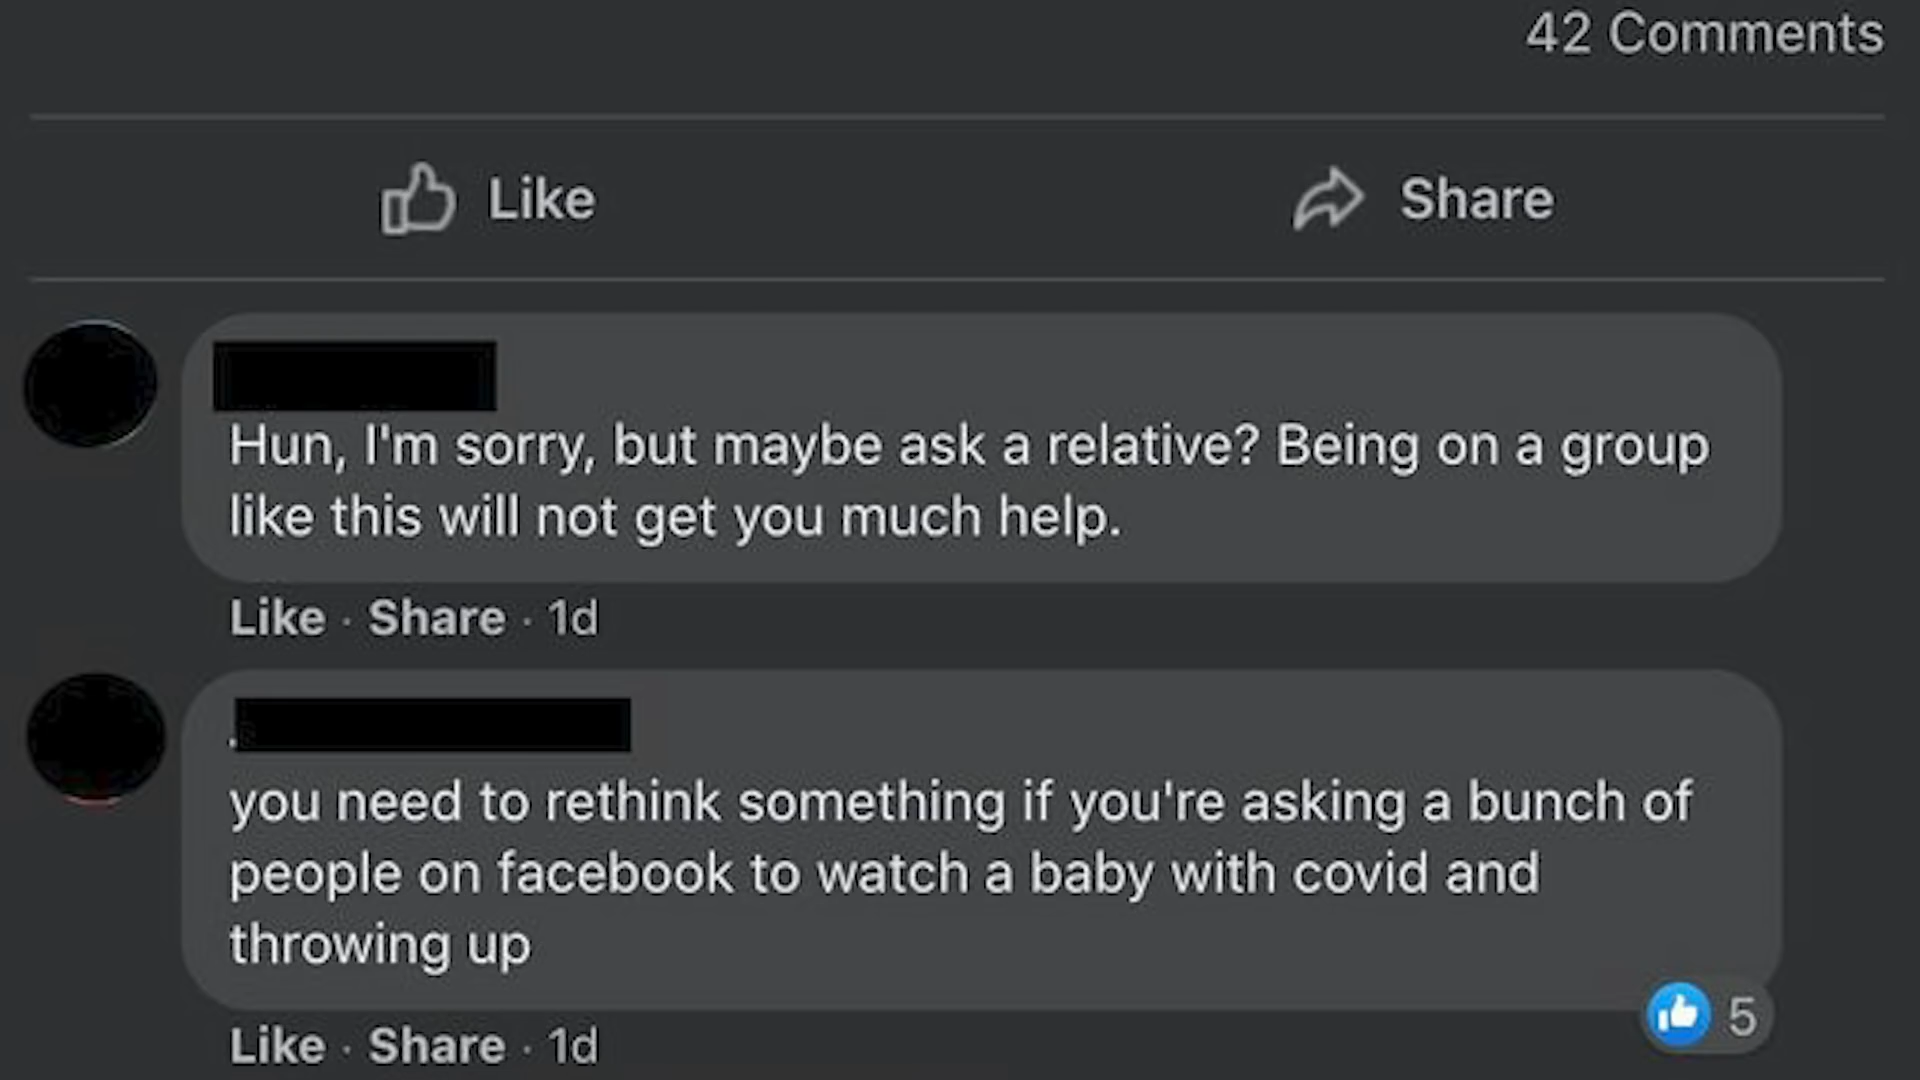 42 Comments
Like
Share
Hun, I'm sorry, but maybe ask a relative? Being on a group
like this will not get you much help.
Like · Share · 1d
you need to rethink something if you're asking a bunch of
people on facebook to watch a baby with covid and
throwing up
5
Like · Share · 1d